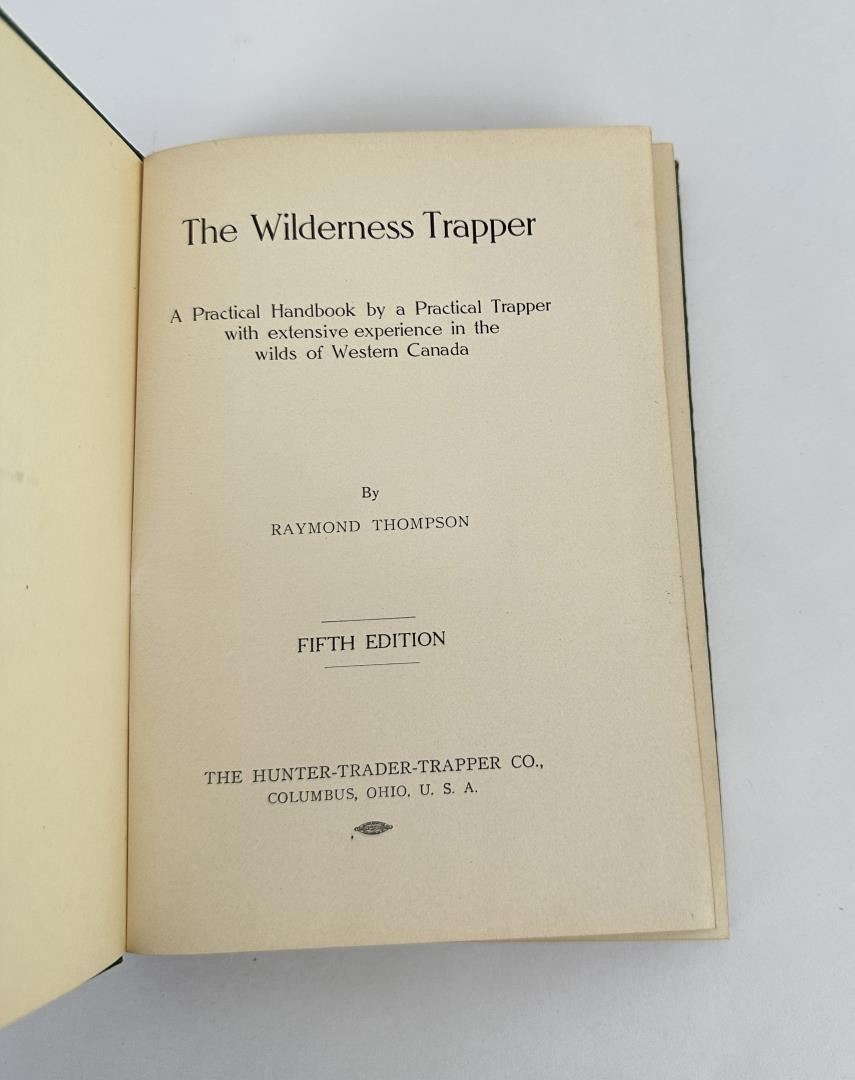 The Wilderness Trapper
A Practical Handbook by a Practical Trapper
with extensive experience in the
wilds of Western Canada
By
RAYMOND THOMPSON
FIFTH EDITION
THE HUNTER-TRADER-TRAPPER CO.,
COLUMBUS, OHIO, U. S. A.